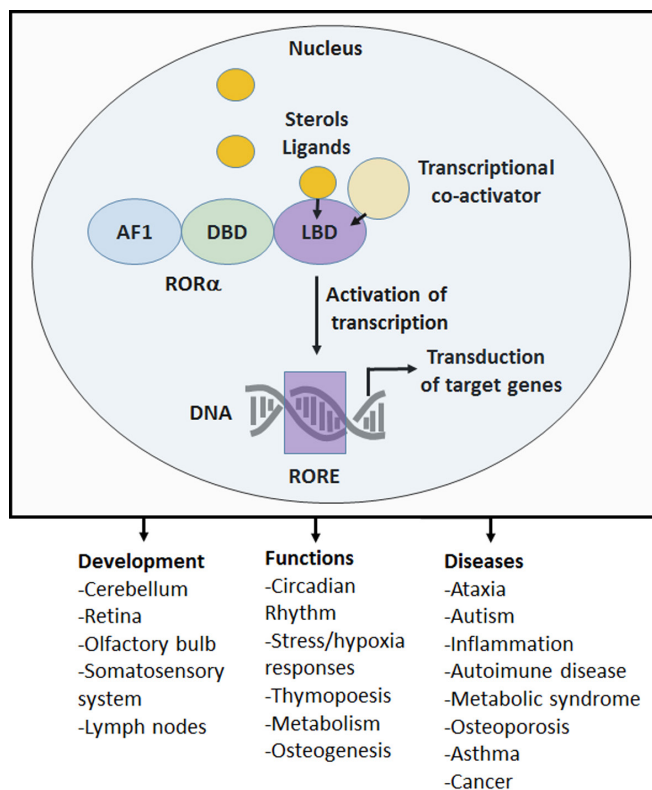 Nucleus
Sterols
Ligands
Transcriptional
co-activator
AF1
DBD
LBD
RORα
Activation of
transcription
Transduction
of target genes
DNA
RORE
Development
-Cerebellum
-Retina
-Olfactory bulb
-Somatosensory
system
-Lymph nodes
Functions
-Circadian
Rhythm
-Stress/hypoxia
responses
-Thymopoesis
-Metabolism
-Osteogenesis
Diseases
-Ataxia
-Autism
-Inflammation
-Autoimune disease
-Metabolic syndrome
-Osteoporosis
-Asthma
-Cancer